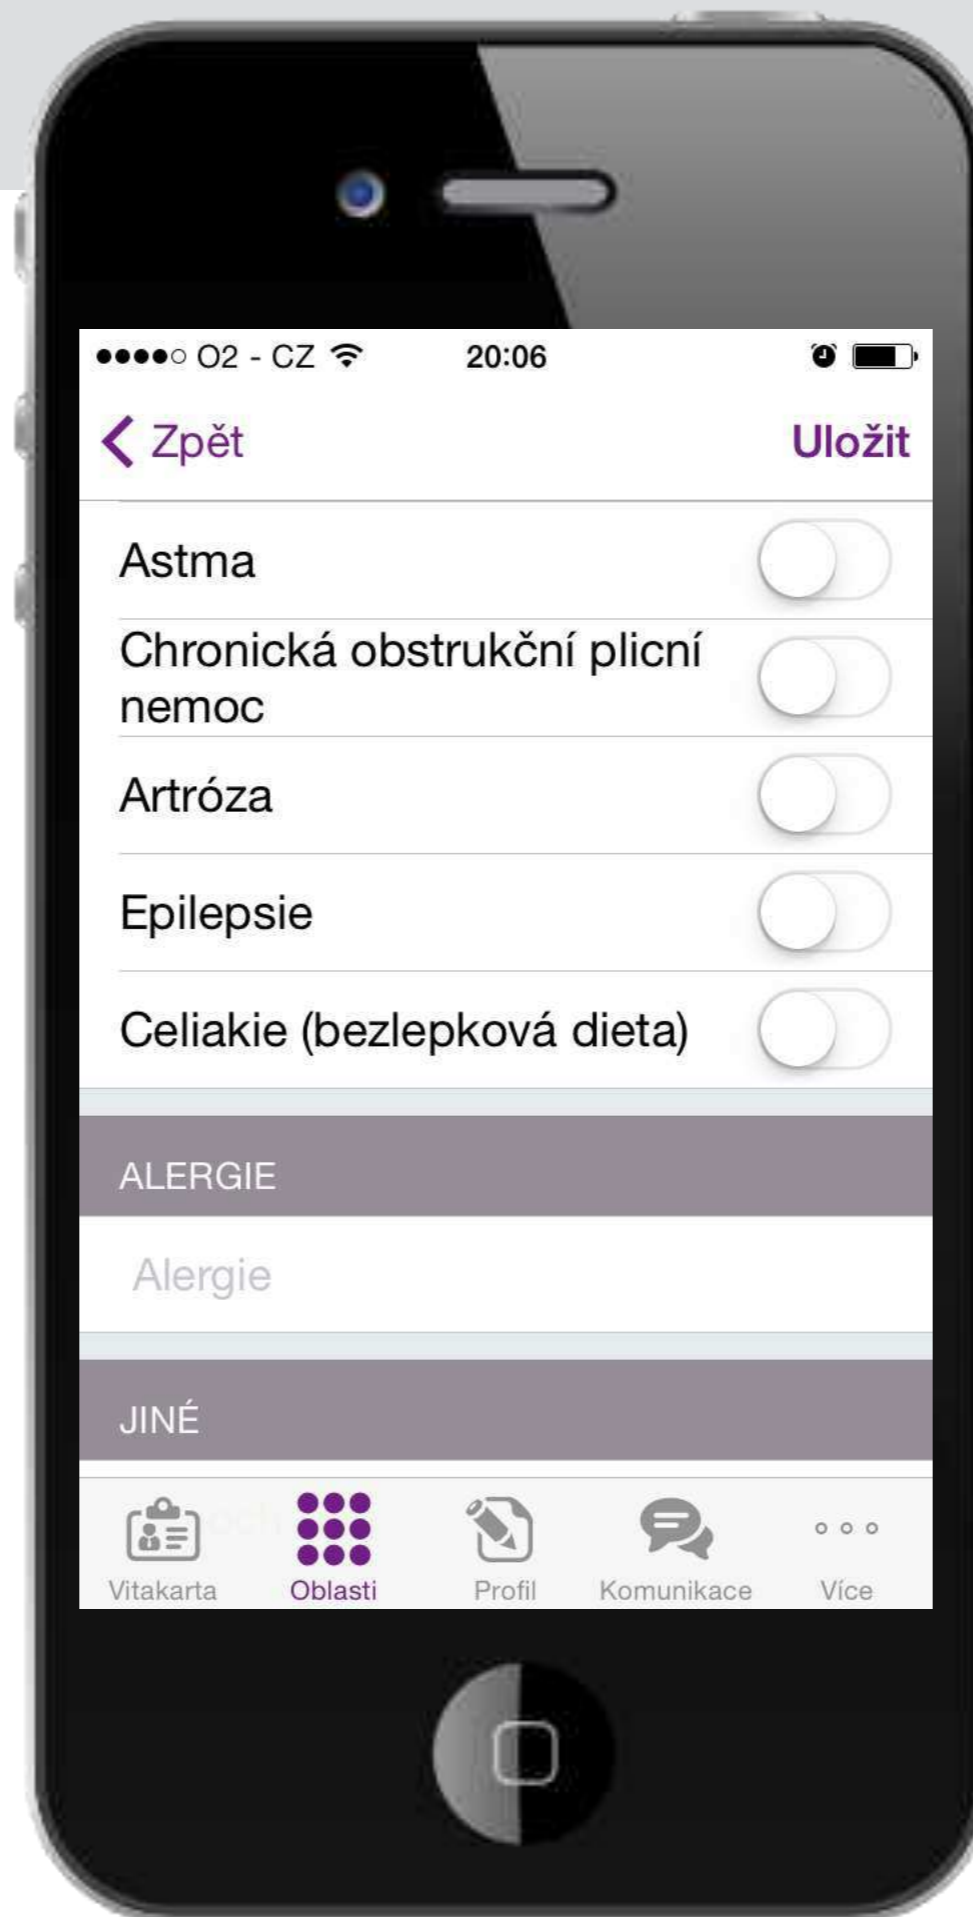 O2 - CZ 20:06
Zpět Uložit
Astma
Chronická obstrukční plicní
nemoc
Artróza
Epilepsie
Celiakie (bezlepková dieta)
ALERGIE
Alergie
JINÉ
Vitakarta Oblasti Profil Komunikace Více